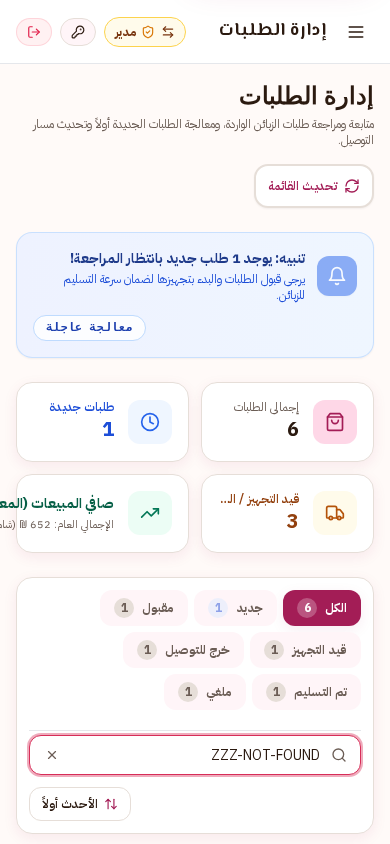 إدارة الطلبات
مدير
إدارة الطلبات
متابعة ومراجعة طلبات الزبائن الواردة، ومعالجة الطلبات الجديدة أولاً وتحديث مسار
التوصيل.
تحديث القائمة
تنبيه: يوجد 1 طلب جديد بانتظار المراجعة!
يرجى قبول الطلبات والبدء بتجهيزها لضمان سرعة التسليم
للزبائن.
معالجة عاجلة
إجمالي الطلبات
6
طلبات جديدة
1
قيد التجهيز / الـ...
3
صافي المبيعات (المع
الإجمالي العام: 652 ₪ (شا
الكل 6
جديد 1
مقبول 1
قيد التجهيز 1
خرج للتوصيل 1
تم التسليم 1
ملغي 1
ZZZ-NOT-FOUND
الأحدث أولاً